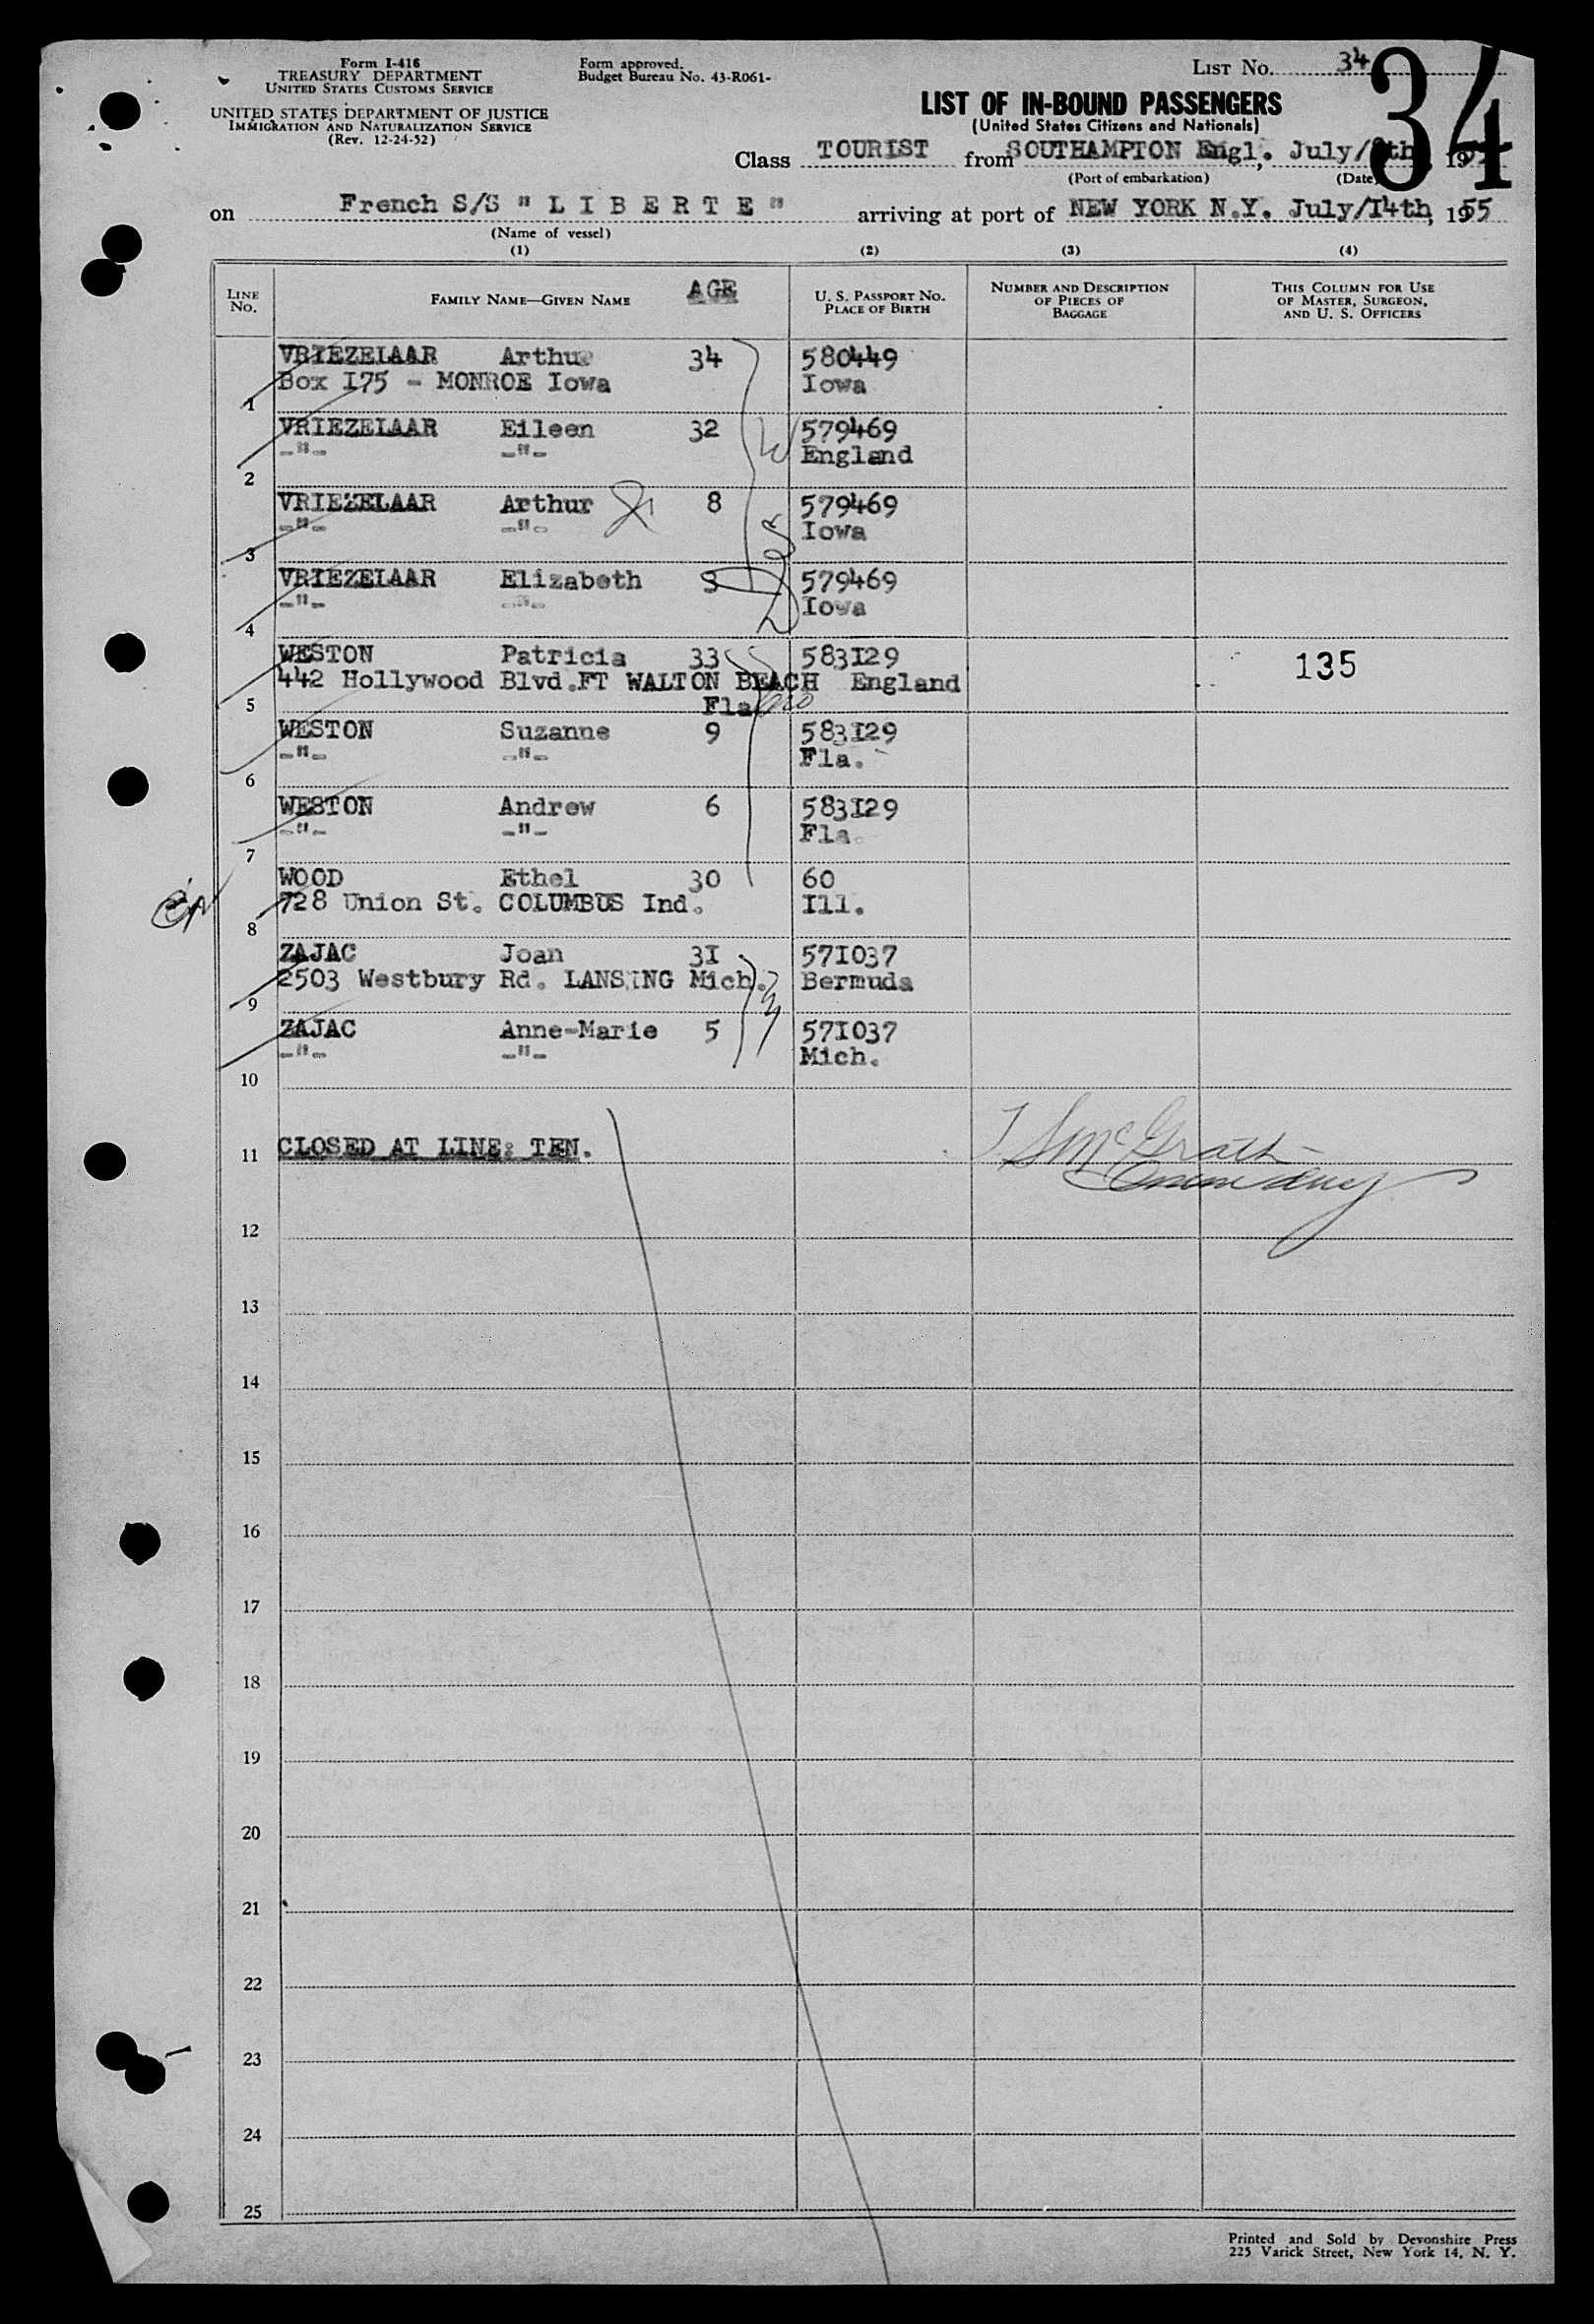 Form I-416
TREASURY DEPARTMENT
UNITED STATES CUSTOMS SERVICE
UNITED STATES DEPARTMENT OF JUSTICE
IMMIGRATION AND NATURALIZATION SERVICE
(Rev. 12-24-52)
Form approved.
Budget Bureau No. 43-R061-
LIST NO. 34
34
LIST OF IN-BOUND PASSENGERS
(United States Citizens and Nationals)
Class TOURIST from SOUTHAMPTON Engl., July/
(Port of embarkation) (Date)
on French S/S " L I B E R T E " arriving at port of NEW YORK N.Y. July/I4th, 1955
(Name of vessel)
(1) (2) (3) (4)
LINE NO. FAMILY NAME—GIVEN NAME AGE U. S. PASSPORT NO. PLACE OF BIRTH NUMBER AND DESCRIPTION OF PIECES OF BAGGAGE THIS COLUMN FOR USE OF MASTER, SURGEON, AND U. S. OFFICERS
VRIEZELAAR Arthur 34 580449
1 Box I75 - MONROE Iowa Iowa
VRIEZELAAR Eileen 32 579469
2 -"- -"- England
VRIEZELAAR Arthur Jr 8 579469
3 -"- -"- Iowa
VRIEZELAAR Elizabeth 579469
4 -"- -"- Iowa
WESTON Patricia 33 583I29
442 Hollywood Blvd.FT WALTON BEACH England 135
5 Fla
WESTON Suzanne 9 583I29
6 -"- -"- Fla.
WESTON Andrew 6 583I29
7 -"- -"- Fla.
WOOD Ethel 30 60
8 728 Union St. COLUMBUS Ind. Ill.
ZAJAC Joan 3I 57I037
9 2503 Westbury Rd. LANSING Mich. Bermuda
ZAJAC Anne-Marie 5 57I037
10 -"- -"- Mich.
11 CLOSED AT LINE: TEN. McGrath
12
13
14
15
16
17
18
19
20
21
22
23
24
25
Printed and Sold by Devonshire Press
225 Varick Street, New York 14, N. Y.